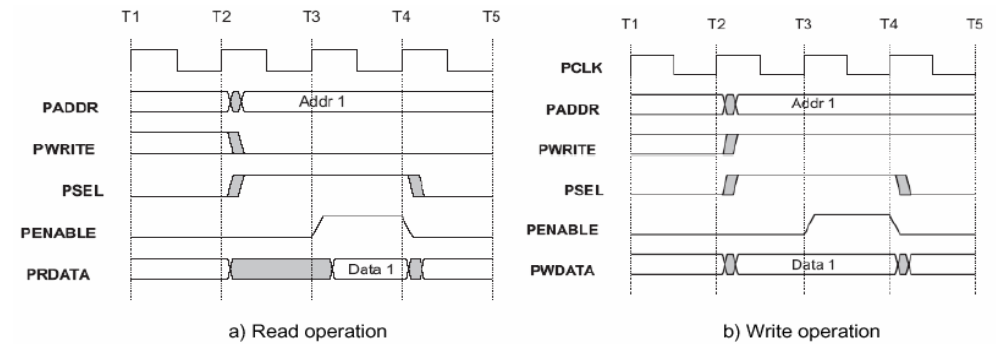 T1 T2 T3 T4 T5
PADDR Addr 1
PWRITE
PSEL
PENABLE
PRDATA Data 1
a) Read operation
T1 T2 T3 T4 T5
PCLK
PADDR Addr 1
PWRITE
PSEL
PENABLE
PWDATA Data 1
b) Write operation